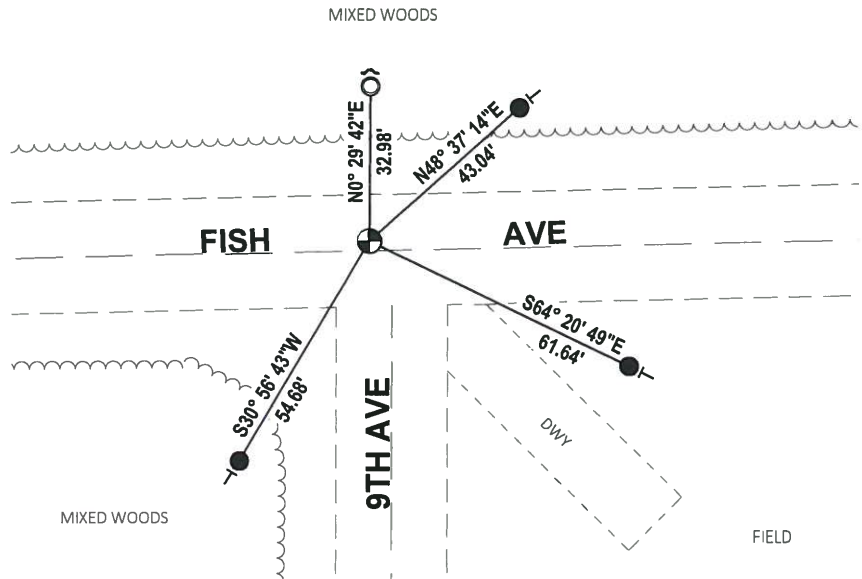 MIXED WOODS
N0° 29' 42"E
32.98'
N48° 37' 14"E
43.04'
FISH AVE
S64° 20' 49"E
61.64'
S30° 56' 43"W
54.68'
9TH AVE
DWY
MIXED WOODS
FIELD